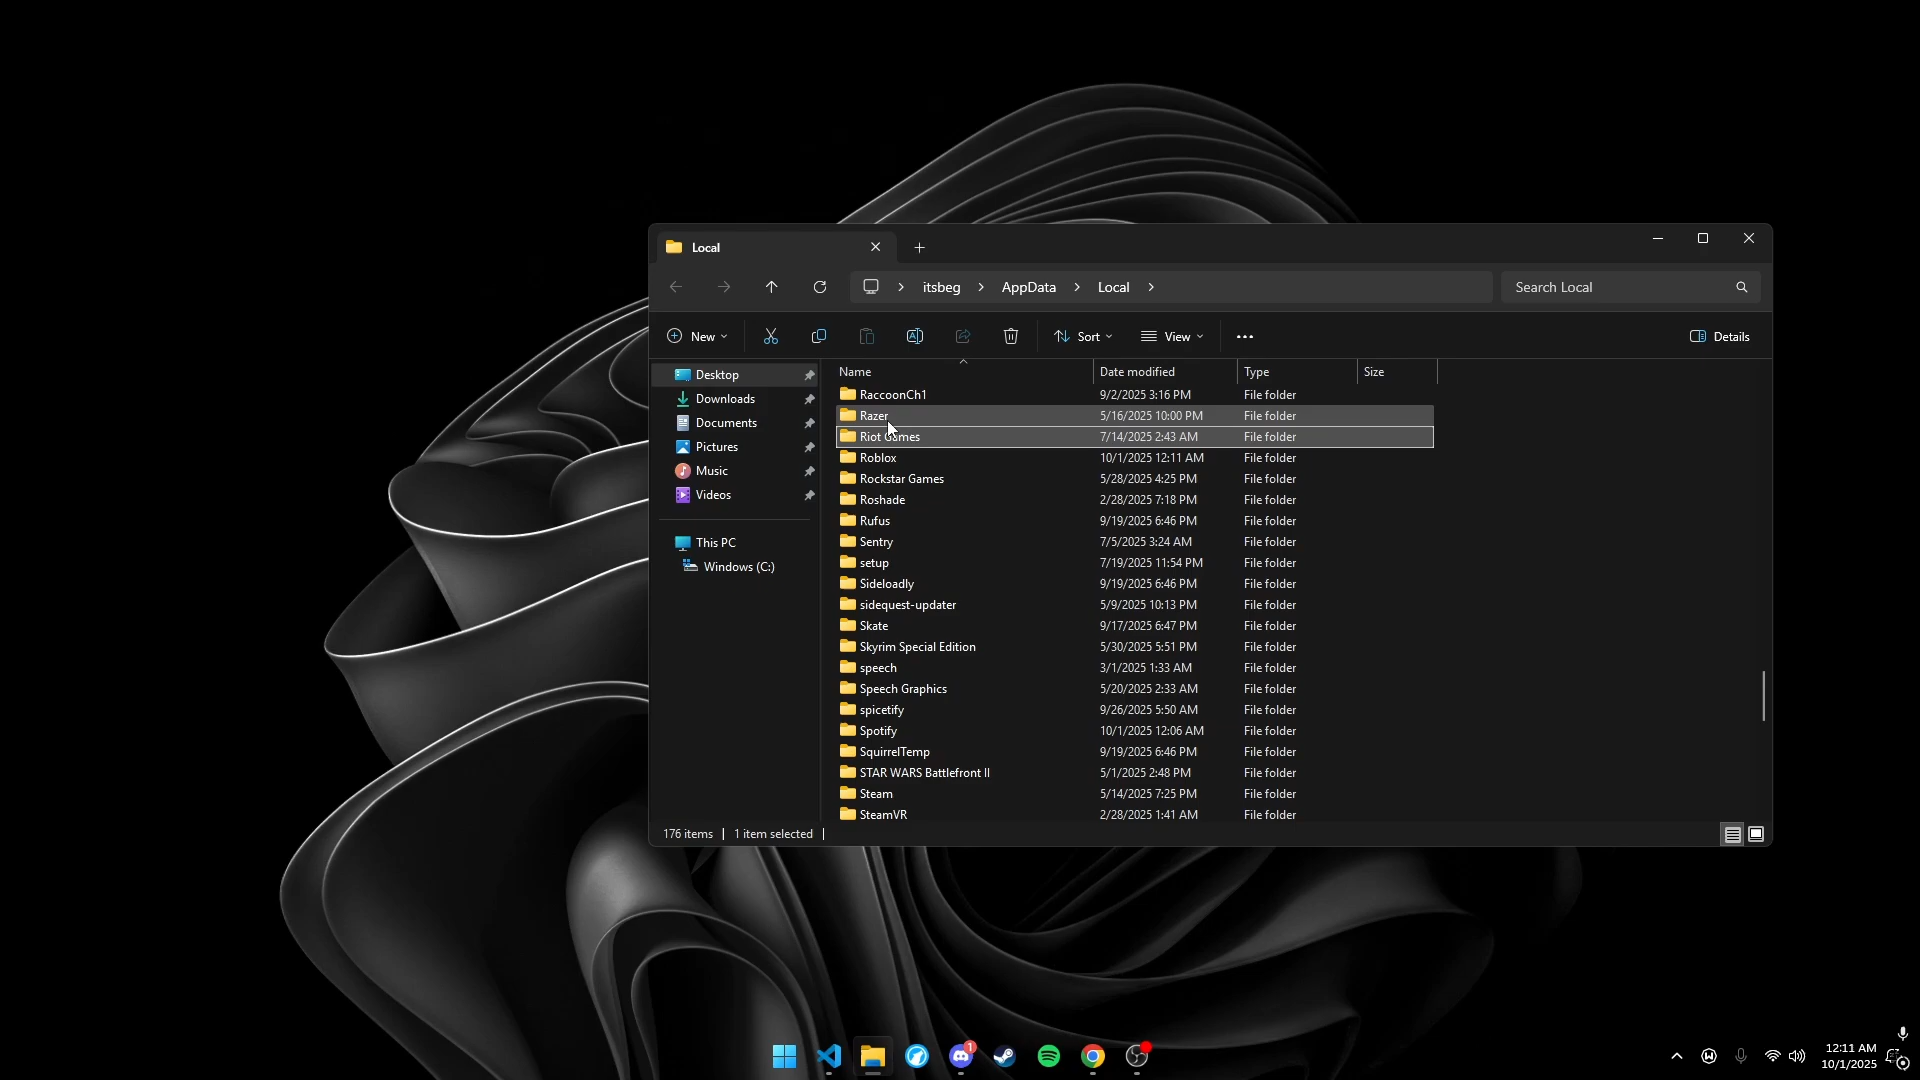 Local
itsbeg
AppData
Local
Search Local
New
Sort
View
Details
Desktop
Downloads
Documents
Pictures
Music
Videos
This PC
Windows (C:)
Name Date modified Type Size
RaccoonCh1 9/2/2025 3:16 PM File folder
Razer 5/16/2025 10:00 PM File folder
Riot Games 7/14/2025 2:43 AM File folder
Roblox 10/1/2025 12:11 AM File folder
Rockstar Games 5/28/2025 4:25 PM File folder
Roshade 2/28/2025 7:18 PM File folder
Rufus 9/19/2025 6:46 PM File folder
Sentry 7/5/2025 3:24 AM File folder
setup 7/19/2025 11:54 PM File folder
Sideloadly 9/19/2025 6:46 PM File folder
sidequest-updater 5/9/2025 10:13 PM File folder
Skate 9/17/2025 6:47 PM File folder
Skyrim Special Edition 5/30/2025 5:51 PM File folder
speech 3/1/2025 1:33 AM File folder
Speech Graphics 5/20/2025 2:33 AM File folder
spicetify 9/26/2025 5:50 AM File folder
Spotify 10/1/2025 12:06 AM File folder
SquirrelTemp 9/19/2025 6:46 PM File folder
STAR WARS Battlefront II 5/1/2025 2:48 PM File folder
Steam 5/14/2025 7:25 PM File folder
SteamVR 2/28/2025 1:41 AM File folder
176 items
1 item selected
1
12:11 AM
10/1/2025